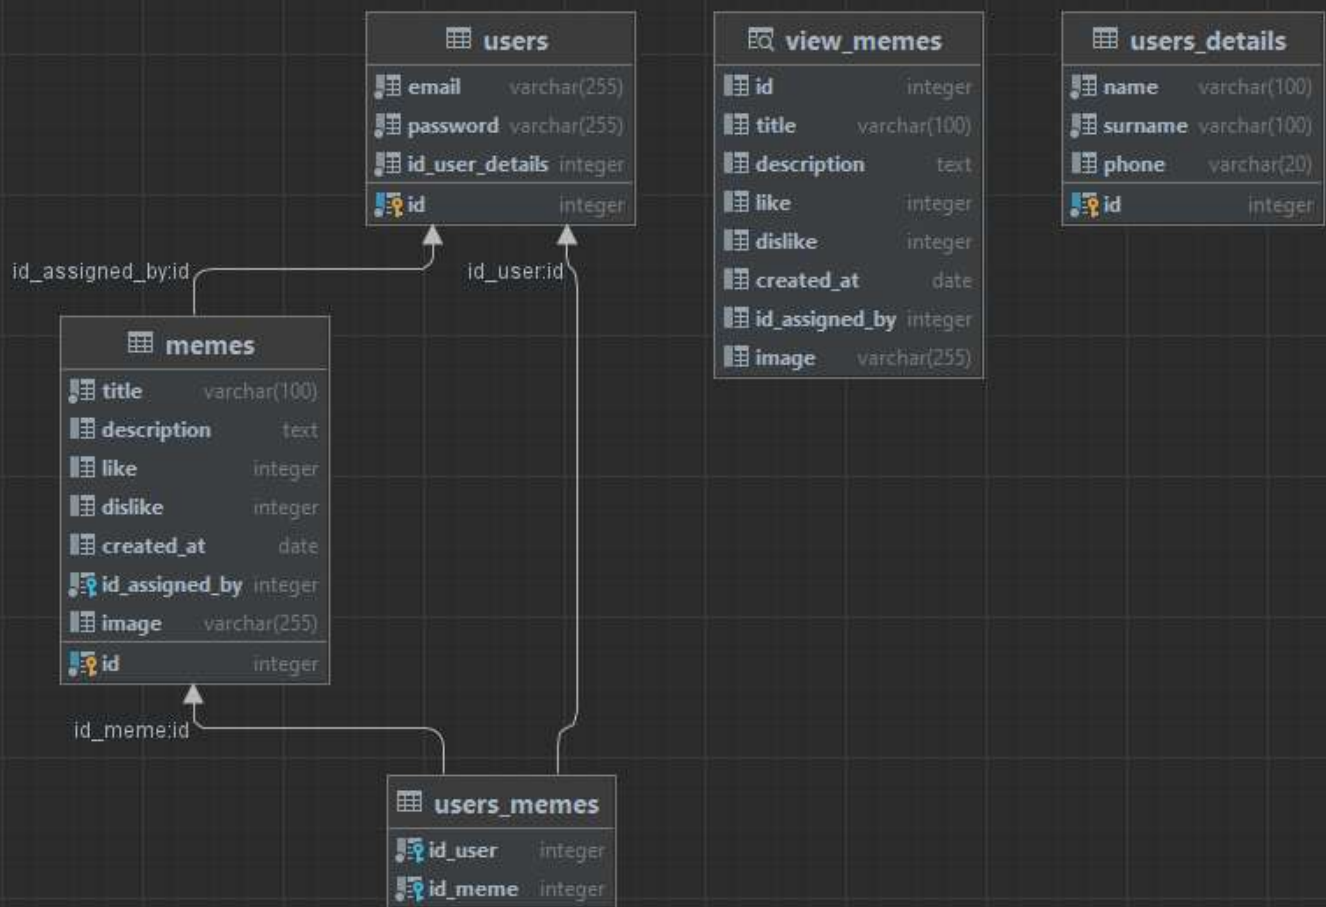 users
email varchar(255)
password varchar(255)
id_user_details integer
id integer
view_memes
id integer
title varchar(100)
description text
like integer
dislike integer
created_at date
id_assigned_by integer
image varchar(255)
users_details
name varchar(100)
surname varchar(100)
phone varchar(20)
id integer
id_assigned_by:id
id_user:id
memes
title varchar(100)
description text
like integer
dislike integer
created_at date
id_assigned_by integer
image varchar(255)
id integer
id_meme:id
users_memes
id_user integer
id_meme integer